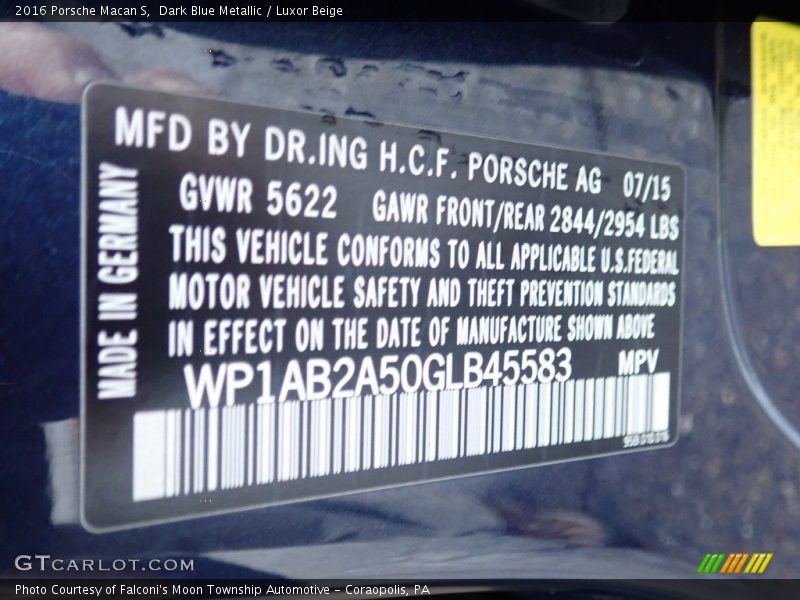 2016 Porsche Macan S, Dark Blue Metallic / Luxor Beige
MFD BY DR.ING H.C.F. PORSCHE AG 07/15
GVWR 5622 GAWR FRONT/REAR 2844/2954 LBS
THIS VEHICLE CONFORMS TO ALL APPLICABLE U.S.FEDERAL
MOTOR VEHICLE SAFETY AND THEFT PREVENTION STANDARDS
IN EFFECT ON THE DATE OF MANUFACTURE SHOWN ABOVE
WP1AB2A50GLB45583 MPV
MADE IN GERMANY
GTCARLOT.COM
Photo Courtesy of Falconi's Moon Township Automotive - Coraopolis, PA